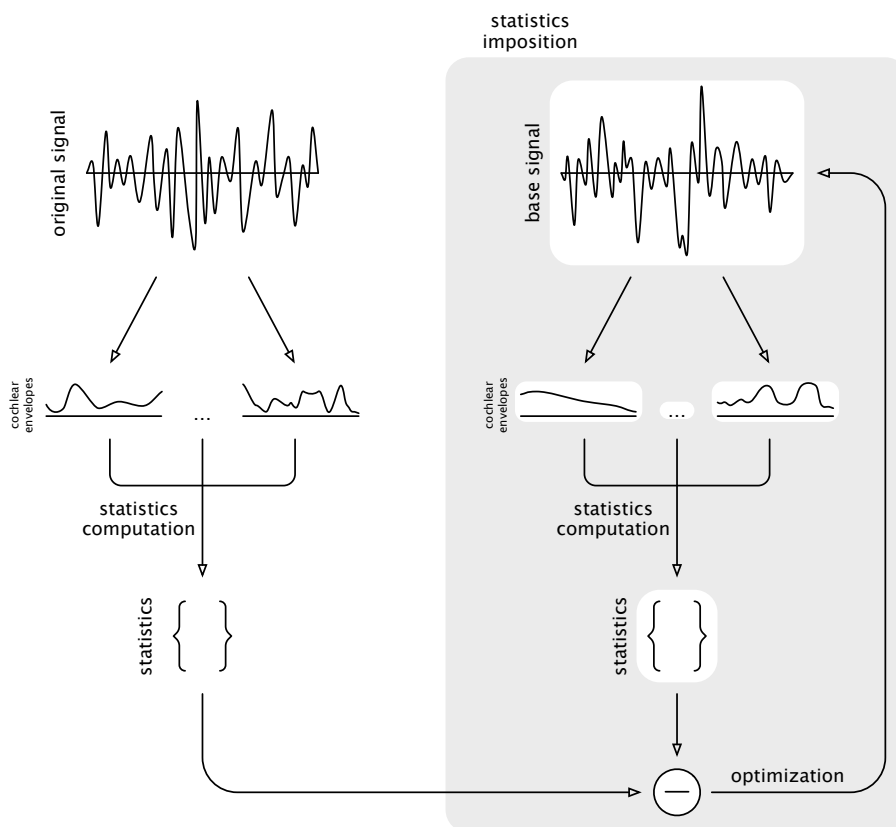 statistics
imposition
original signal
base signal
cochlear
envelopes
...
cochlear
envelopes
...
statistics
computation
statistics
computation
statistics
{ }
statistics
{ }
optimization